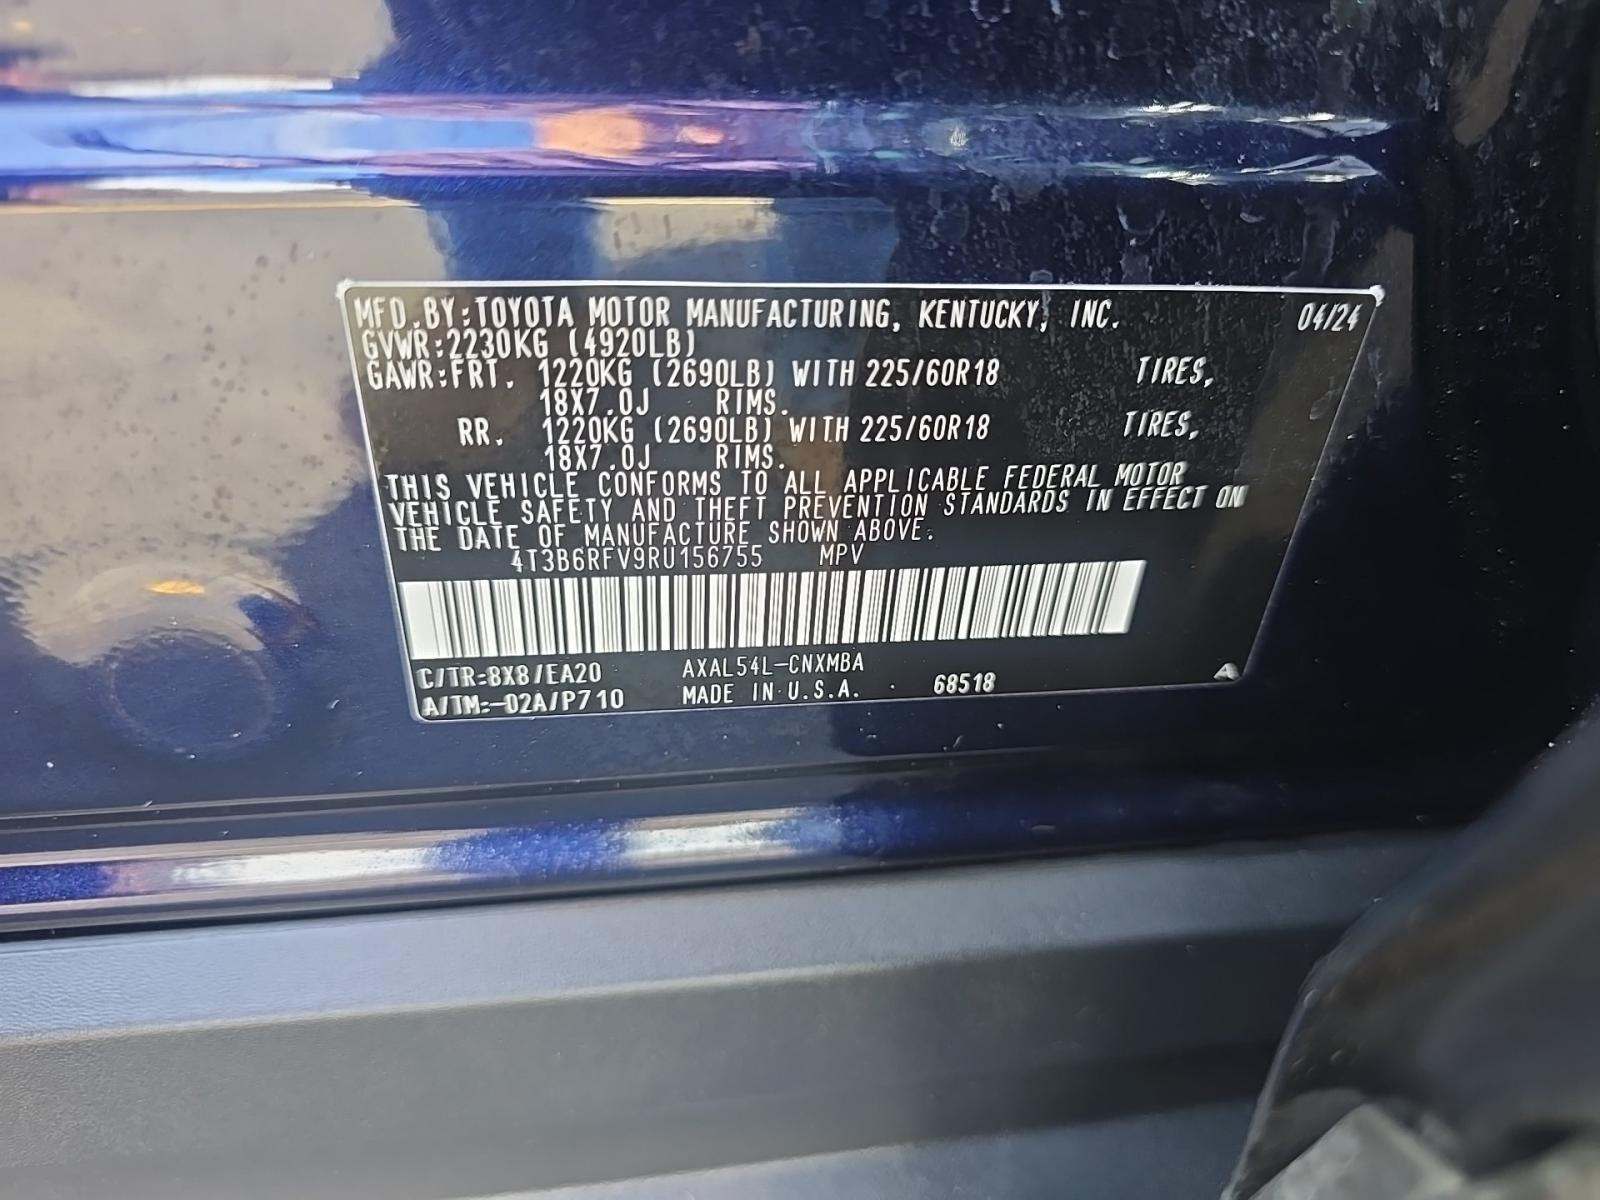 MFD.BY:TOYOTA MOTOR MANUFACTURING, KENTUCKY, INC. 04/24
GVWR:2230KG (4920LB)
GAWR:FRT. 1220KG (2690LB) WITH 225/60R18 TIRES,
18X7.0J RIMS.
RR. 1220KG (2690LB) WITH 225/60R18 TIRES,
18X7.0J RIMS.
THIS VEHICLE CONFORMS TO ALL APPLICABLE FEDERAL MOTOR
VEHICLE SAFETY AND THEFT PREVENTION STANDARDS IN EFFECT ON
THE DATE OF MANUFACTURE SHOWN ABOVE.
4T3B6RFV9RU156755 MPV
C/TR:8X8/EA20 AXAL54L-CNXMBA
A/TM:-02A/P710 MADE IN U.S.A. 68518 A